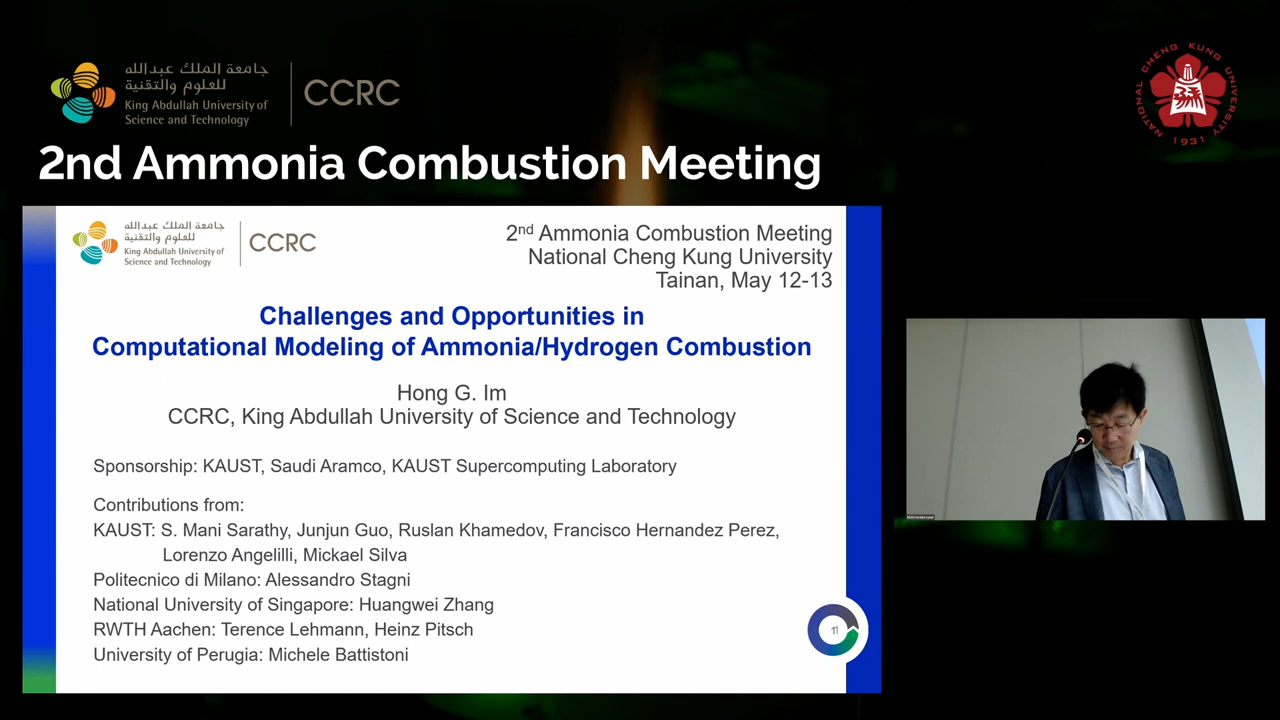 جامعة الملك عبدالله
للعلوم والتقنية
King Abdullah University of
Science and Technology
CCRC
NATIONAL CHENG KUNG UNIVERSITY
1931
2nd Ammonia Combustion Meeting
جامعة الملك عبدالله
للعلوم والتقنية
King Abdullah University of
Science and Technology
CCRC
2nd Ammonia Combustion Meeting
National Cheng Kung University
Tainan, May 12-13
Challenges and Opportunities in
Computational Modeling of Ammonia/Hydrogen Combustion
Hong G. Im
CCRC, King Abdullah University of Science and Technology
Sponsorship: KAUST, Saudi Aramco, KAUST Supercomputing Laboratory
Contributions from:
KAUST: S. Mani Sarathy, Junjun Guo, Ruslan Khamedov, Francisco Hernandez Perez,
Lorenzo Angelilli, Mickael Silva
Politecnico di Milano: Alessandro Stagni
National University of Singapore: Huangwei Zhang
RWTH Aachen: Terence Lehmann, Heinz Pitsch
University of Perugia: Michele Battistoni